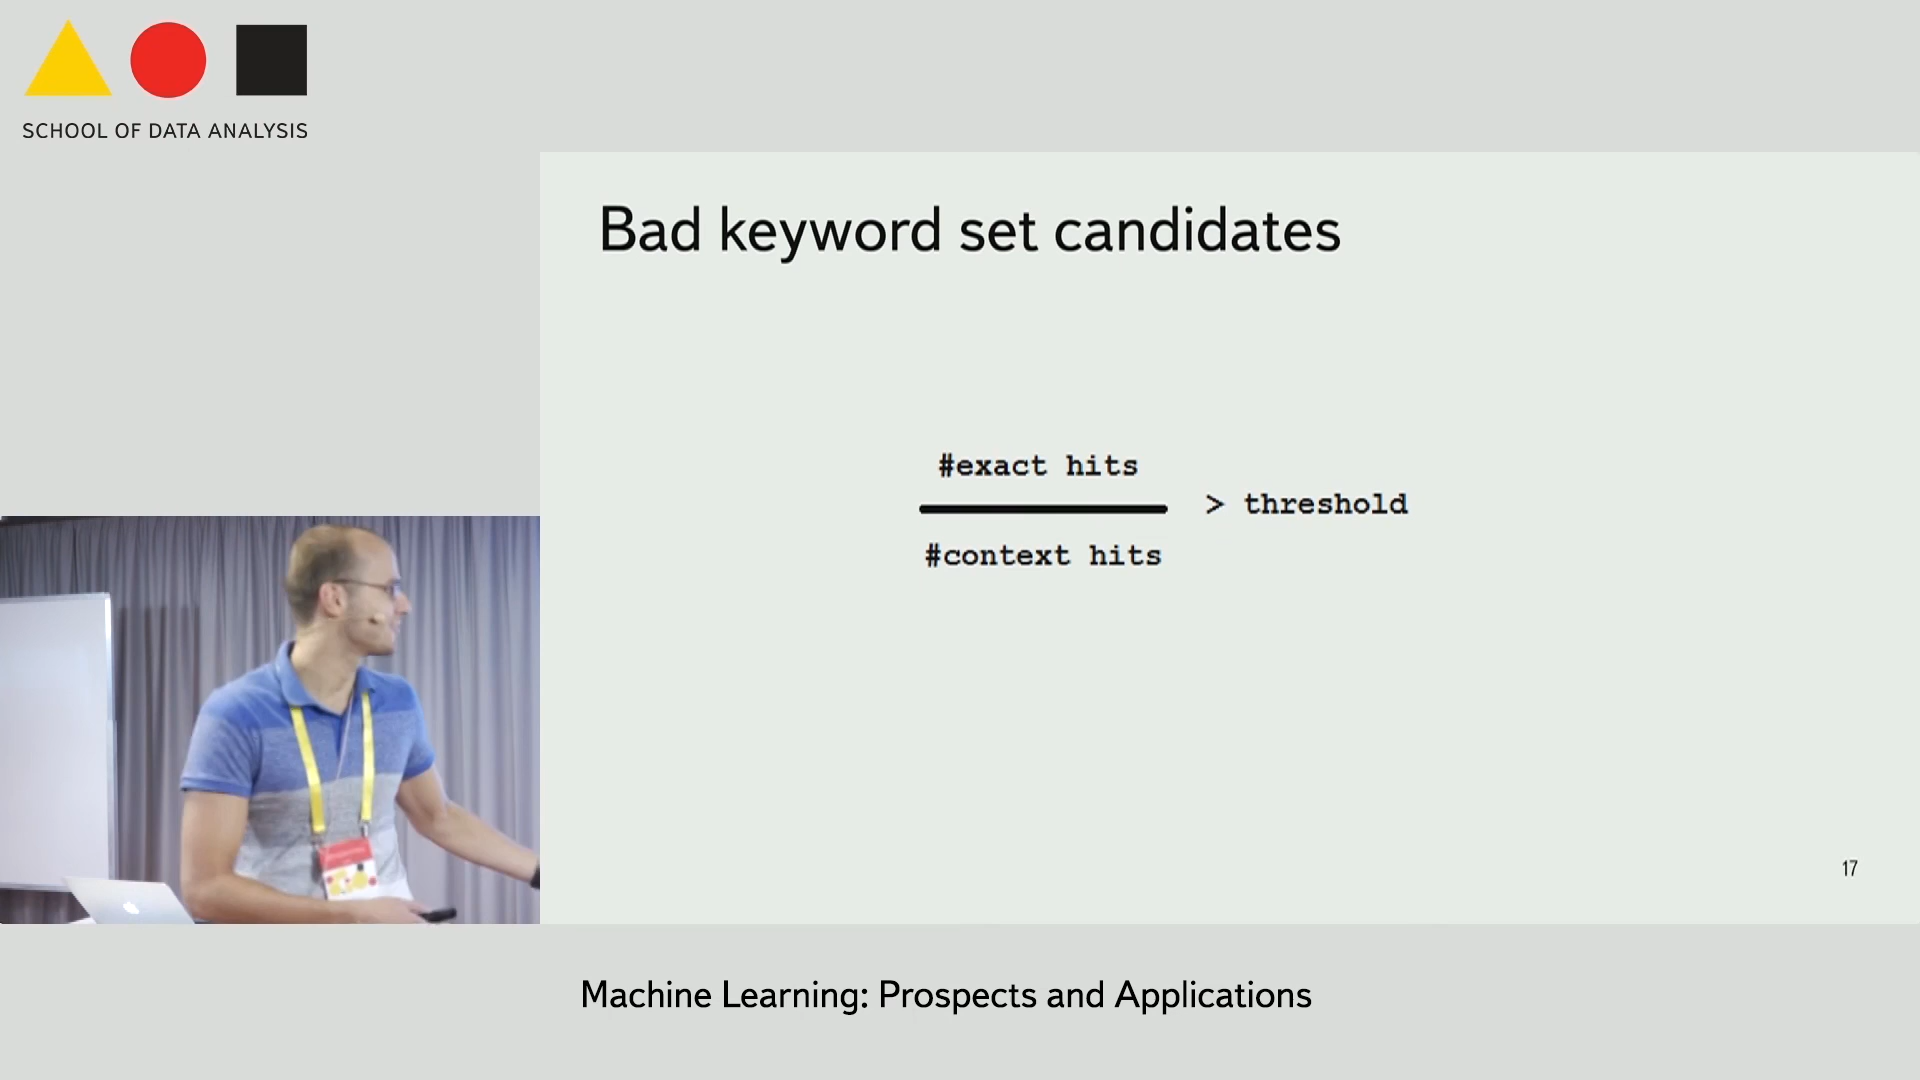 SCHOOL OF DATA ANALYSIS
Bad keyword set candidates
#exact hits
> threshold
#context hits
17
Machine Learning: Prospects and Applications